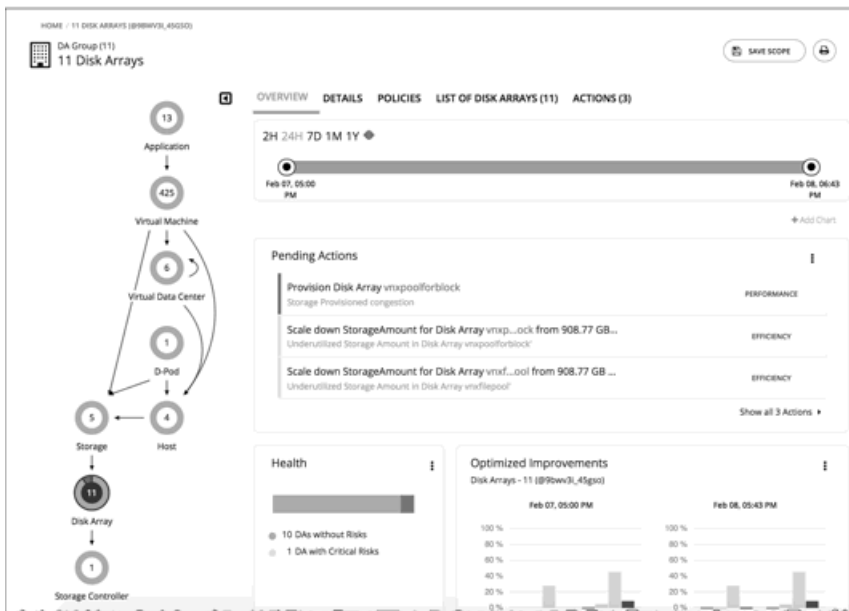 HOME / 11 DISK ARRAYS (@9BWV3I_45GSO)
DA Group (11)
11 Disk Arrays
SAVE SCOPE
OVERVIEW DETAILS POLICIES LIST OF DISK ARRAYS (11) ACTIONS (3)
2H 24H 7D 1M 1Y
Feb 07, 05:00
PM
Feb 08, 06:43
PM
Add Chart
13
Application
425
Virtual Machine
6
Virtual Data Center
1
D-Pod
5
Storage
4
Host
11
Disk Array
1
Storage Controller
Pending Actions
Provision Disk Array vnxpoolforblock
Storage Provisioned congestion
PERFORMANCE
Scale down StorageAmount for Disk Array vnxp...ock from 908.77 GB...
Underutilized Storage Amount in Disk Array vnxpoolforblock'
EFFICIENCY
Scale down StorageAmount for Disk Array vnxf...ool from 908.77 GB ...
Underutilized Storage Amount in Disk Array vnxfilepool'
EFFICIENCY
Show all 3 Actions
Health
10 DAs without Risks
1 DA with Critical Risks
Optimized Improvements
Disk Arrays - 11 (@9bwv3i_45gso)
Feb 07, 05:00 PM
Feb 08, 05:43 PM
100 %
80 %
60 %
40 %
20 %
0 %
100 %
80 %
60 %
40 %
20 %
0 %